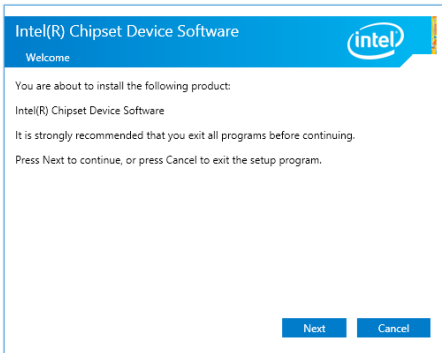 Intel(R) Chipset Device Software
intel
Welcome
You are about to install the following product:
Intel(R) Chipset Device Software
It is strongly recommended that you exit all programs before continuing.
Press Next to continue, or press Cancel to exit the setup program.
Next
Cancel